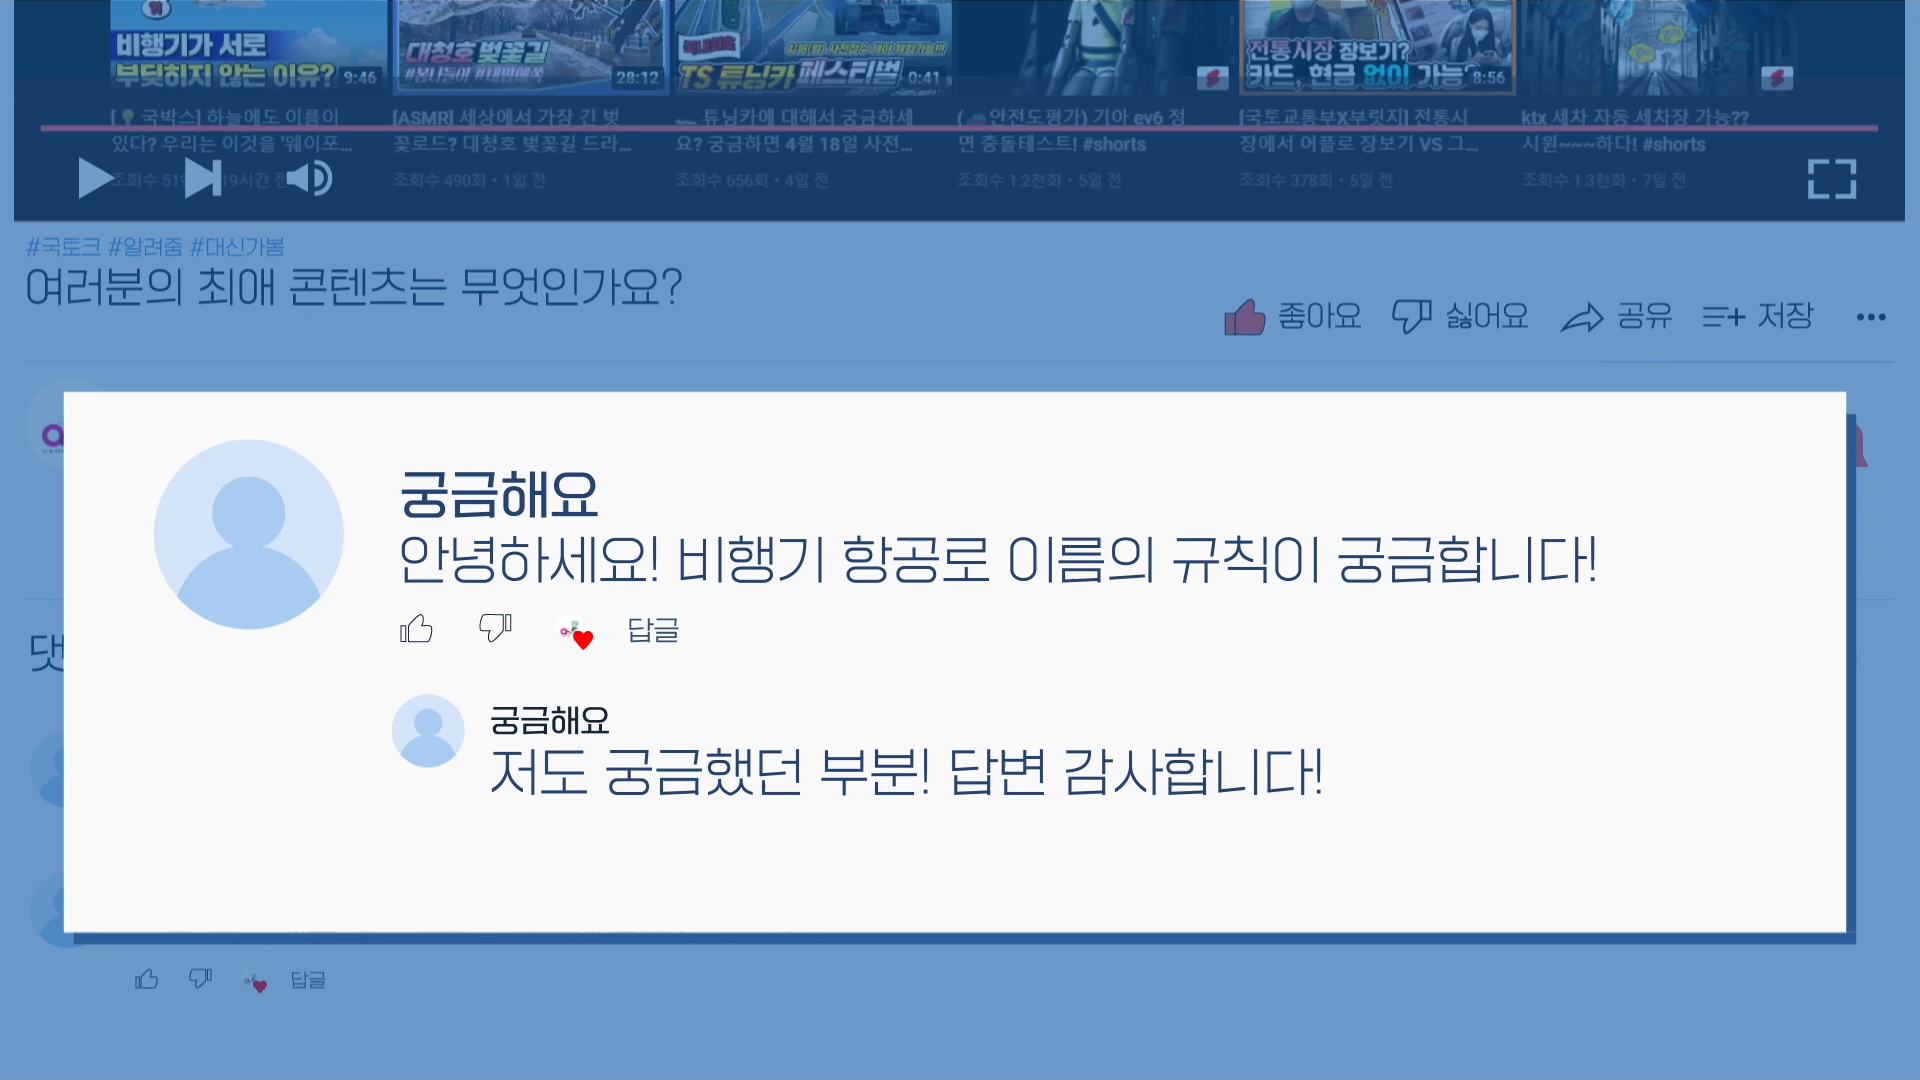 비행기가 서로
부딪히지 않는 이유?
9:46
대청호 벚꽃길
28:12
TS 튜닝카 페스티벌
0:41
전통시장 장보기?
카드, 현금 없이 가능?
8:56
[ 국박스] 하늘에도 이름이
있다? 우리는 이것을 '웨이포...
[ASMR] 세상에서 가장 긴 벚
꽃로드? 대청호 벚꽃길 드라...
조회수 490회 • 1일 전
튜닝카에 대해서 궁금하세
요? 궁금하면 4월 18일 사전...
조회수 656회 • 4일 전
( 안전도평가) 기아 ev6 정
면 충돌테스트! #shorts
조회수 1.2천회 • 5일 전
[국토교통부X부릿지] 전통시
장에서 어플로 장보기 VS 그...
조회수 378회 • 5일 전
ktx 세차 자동 세차장 가능??
시원~~~하다! #shorts
조회수 1.3천회 • 7일 전
#국토크 #알려줌 #대신가봄
여러분의 최애 콘텐츠는 무엇인가요?
좋아요 싫어요 공유 저장
궁금해요
안녕하세요! 비행기 항공로 이름의 규칙이 궁금합니다!
답글
궁금해요
저도 궁금했던 부분! 답변 감사합니다!
답글